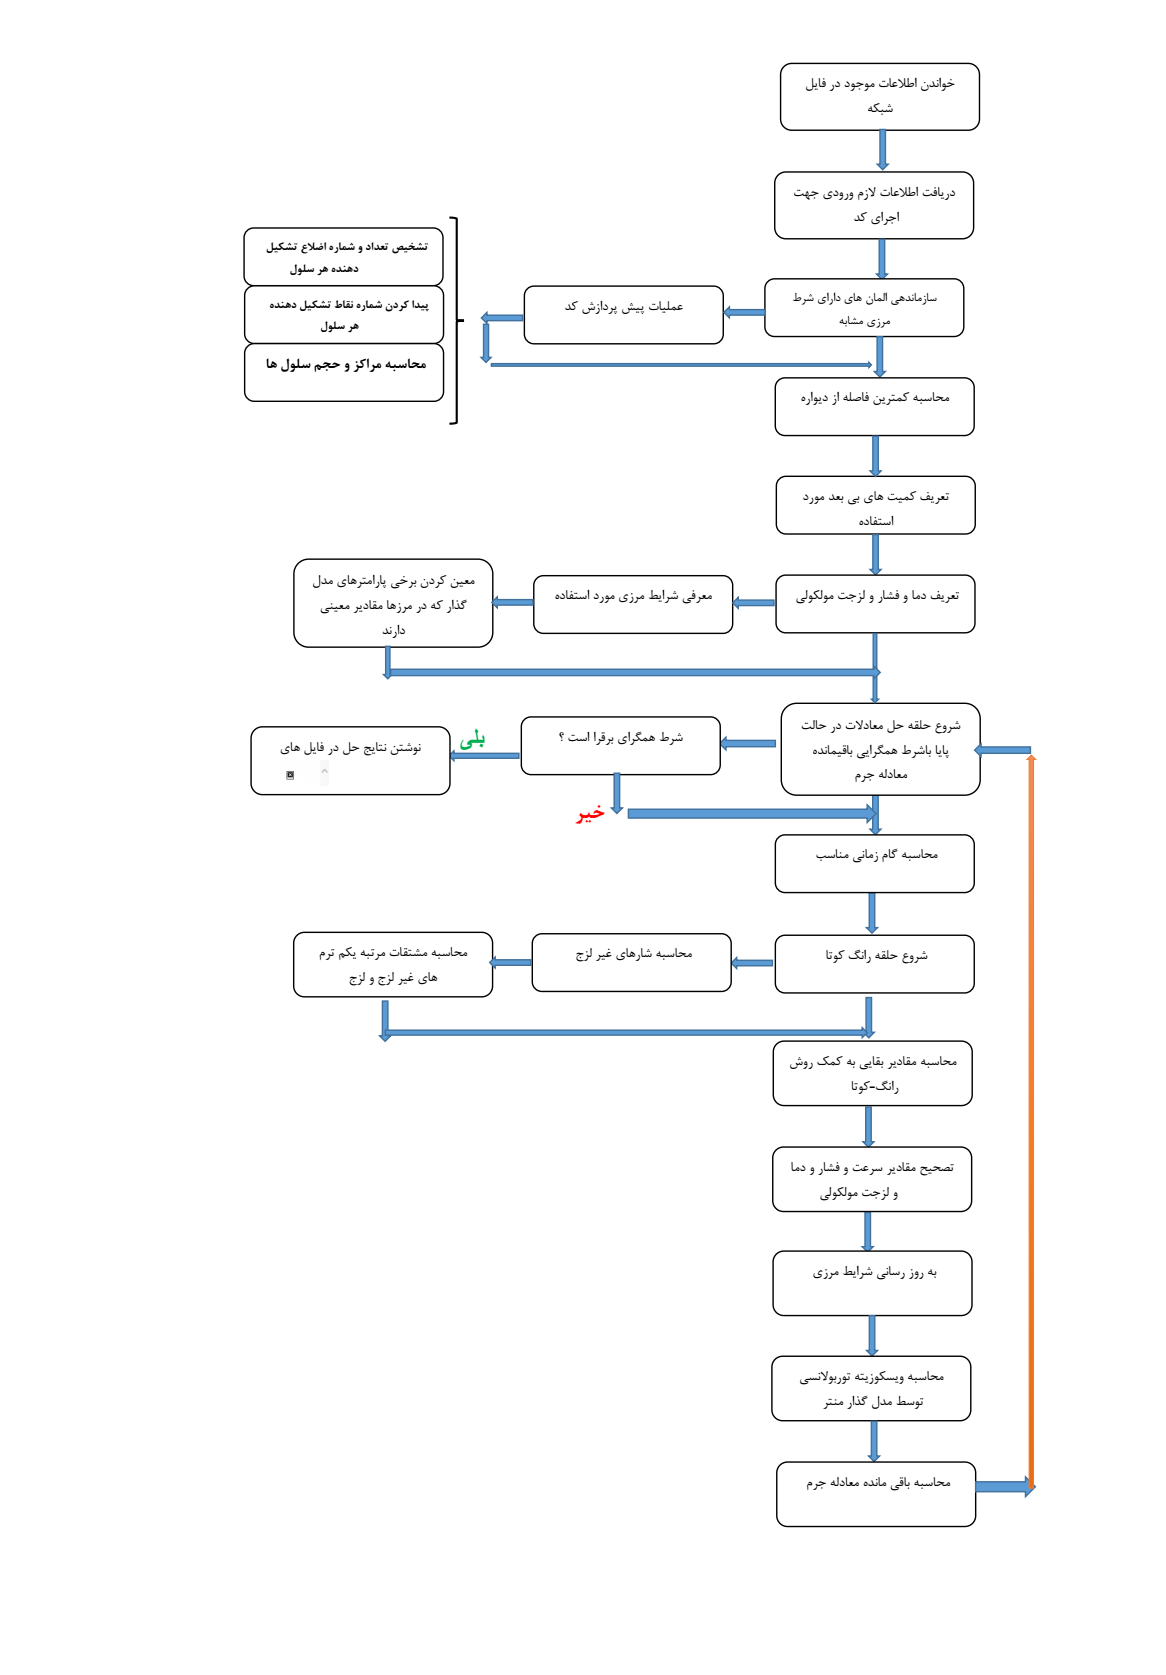 خواندن اطلاعات موجود در فایل
شبکه
دریافت اطلاعات لازم ورودی جهت
اجرای کد
سازماندهی المان های دارای شرط
مرزی مشابه
عملیات پیش پردازش کد
تشخیص تعداد و شماره اضلاع تشکیل
دهنده هر سلول
پیدا کردن شماره نقاط تشکیل دهنده
هر سلول
محاسبه مراکز و حجم سلول ها
محاسبه کمترین فاصله از دیواره
تعریف کمیت های بی بعد مورد
استفاده
تعریف دما و فشار و لزجت مولکولی
معرفی شرایط مرزی مورد استفاده
معین کردن برخی پارامترهای مدل
گذار که در مرزها مقادیر معینی
دارند
شروع حلقه حل معادلات در حالت
پایا باشرط همگرایی باقیمانده
معادله جرم
شرط همگرای برقرا است ؟
بلی
نوشتن نتایج حل در فایل های
خیر
محاسبه گام زمانی مناسب
شروع حلقه رانگ کوتا
محاسبه شارهای غیر لزج
محاسبه مشتقات مرتبه یکم ترم
های غیر لزج و لزج
محاسبه مقادیر بقایی به کمک روش
رانگ-کوتا
تصحیح مقادیر سرعت و فشار و دما
و لزجت مولکولی
به روز رسانی شرایط مرزی
محاسبه ویسکوزیته توربولانسی
توسط مدل گذار منتر
محاسبه باقی مانده معادله جرم